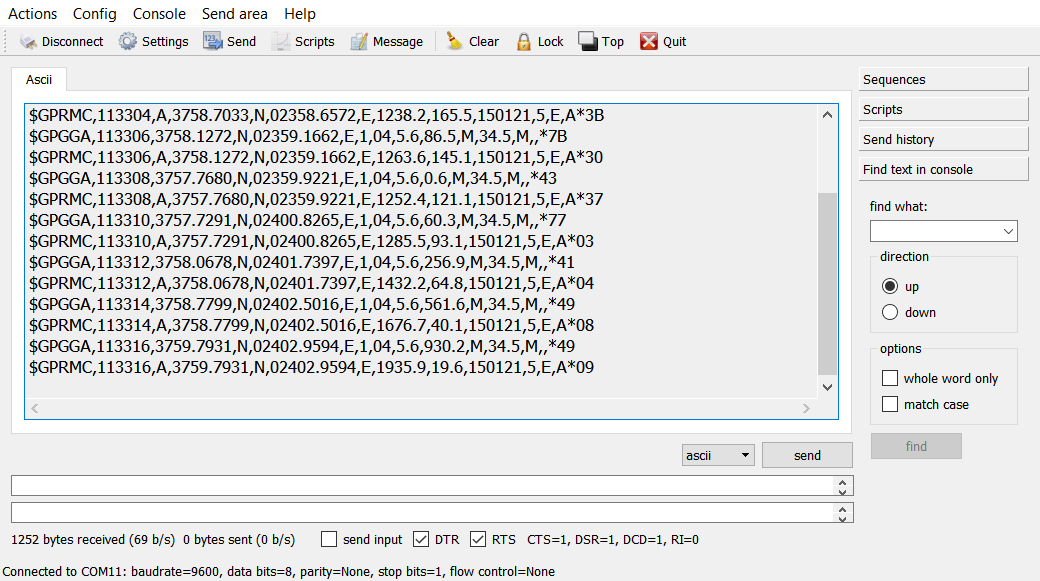 Actions Config Console Send area Help
Disconnect Settings Send Scripts Message Clear Lock Top Quit
Ascii
$GPRMC,113304,A,3758.7033,N,02358.6572,E,1238.2,165.5,150121,5,E,A*3B
$GPGGA,113306,3758.1272,N,02359.1662,E,1,04,5.6,86.5,M,34.5,M,,*7B
$GPRMC,113306,A,3758.1272,N,02359.1662,E,1263.6,145.1,150121,5,E,A*30
$GPGGA,113308,3757.7680,N,02359.9221,E,1,04,5.6,0.6,M,34.5,M,,*43
$GPRMC,113308,A,3757.7680,N,02359.9221,E,1252.4,121.1,150121,5,E,A*37
$GPGGA,113310,3757.7291,N,02400.8265,E,1,04,5.6,60.3,M,34.5,M,,*77
$GPRMC,113310,A,3757.7291,N,02400.8265,E,1285.5,93.1,150121,5,E,A*03
$GPGGA,113312,3758.0678,N,02401.7397,E,1,04,5.6,256.9,M,34.5,M,,*41
$GPRMC,113312,A,3758.0678,N,02401.7397,E,1432.2,64.8,150121,5,E,A*04
$GPGGA,113314,3758.7799,N,02402.5016,E,1,04,5.6,561.6,M,34.5,M,,*49
$GPRMC,113314,A,3758.7799,N,02402.5016,E,1676.7,40.1,150121,5,E,A*08
$GPGGA,113316,3759.7931,N,02402.9594,E,1,04,5.6,930.2,M,34.5,M,,*49
$GPRMC,113316,A,3759.7931,N,02402.9594,E,1935.9,19.6,150121,5,E,A*09
Sequences
Scripts
Send history
Find text in console
find what:
direction
up
down
options
whole word only
match case
find
ascii send
1252 bytes received (69 b/s) 0 bytes sent (0 b/s) send input DTR RTS CTS=1, DSR=1, DCD=1, RI=0
Connected to COM11: baudrate=9600, data bits=8, parity=None, stop bits=1, flow control=None